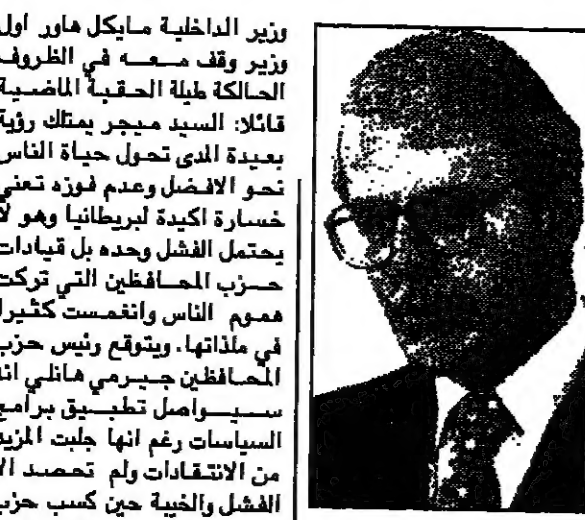 وزير الداخلية مايكل هاور اول
وزير وقف معه في الظروف
الحالكة طيلة الحقبة الماضية
قائلا: السيد ميجر يمتلك رؤية
بعيدة المدى تحول حياة الناس
نحو الافضل وعدم فوزه تعني
خسارة اكيدة لبريطانيا وهو لا
يحتمل الفشل وحده بل قيادات
حزب المحافظين التي تركت
هموم الناس وانغمست كثيرا
في ملذاتها. ويتوقع رئيس حزب
المحافظين جيرمي هانلي انه
سيواصل تطبيق برامج
السياسات رغم انها جلبت المزيد
من الانتقادات ولم تحصد الا
الفشل والخيبة حين كسب حزب